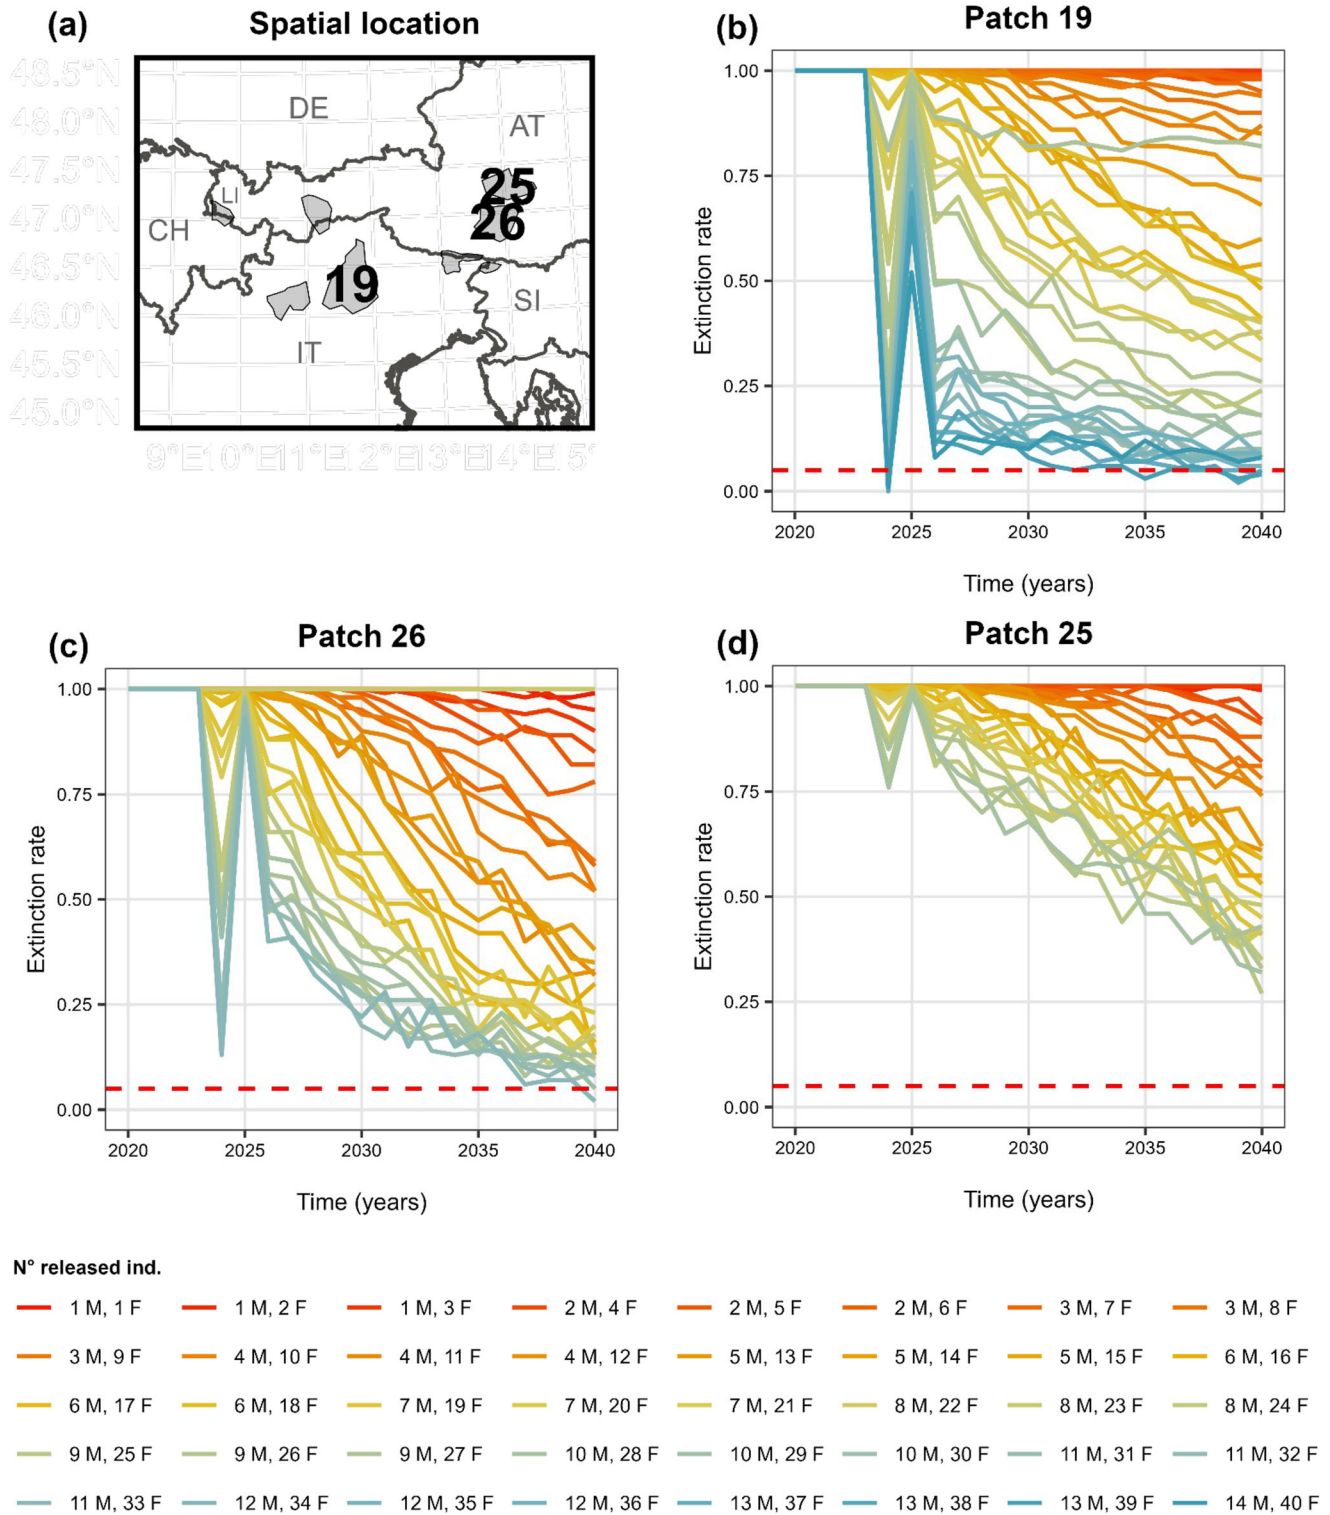 (a) Spatial location
48.5°N
48.0°N
47.5°N
47.0°N
46.5°N
46.0°N
45.5°N
45.0°N
DE
AT
LI
CH
25
26
19
SI
IT
9°E 10°E 11°E 12°E 13°E 14°E 15°
(b) Patch 19
Extinction rate
1.00
0.75
0.50
0.25
0.00
2020 2025 2030 2035 2040
Time (years)
(c) Patch 26
Extinction rate
1.00
0.75
0.50
0.25
0.00
2020 2025 2030 2035 2040
Time (years)
(d) Patch 25
Extinction rate
1.00
0.75
0.50
0.25
0.00
2020 2025 2030 2035 2040
Time (years)
N° released ind.
1 M, 1 F 1 M, 2 F 1 M, 3 F 2 M, 4 F 2 M, 5 F 2 M, 6 F 3 M, 7 F 3 M, 8 F
3 M, 9 F 4 M, 10 F 4 M, 11 F 4 M, 12 F 5 M, 13 F 5 M, 14 F 5 M, 15 F 6 M, 16 F
6 M, 17 F 6 M, 18 F 7 M, 19 F 7 M, 20 F 7 M, 21 F 8 M, 22 F 8 M, 23 F 8 M, 24 F
9 M, 25 F 9 M, 26 F 9 M, 27 F 10 M, 28 F 10 M, 29 F 10 M, 30 F 11 M, 31 F 11 M, 32 F
11 M, 33 F 12 M, 34 F 12 M, 35 F 12 M, 36 F 13 M, 37 F 13 M, 38 F 13 M, 39 F 14 M, 40 F